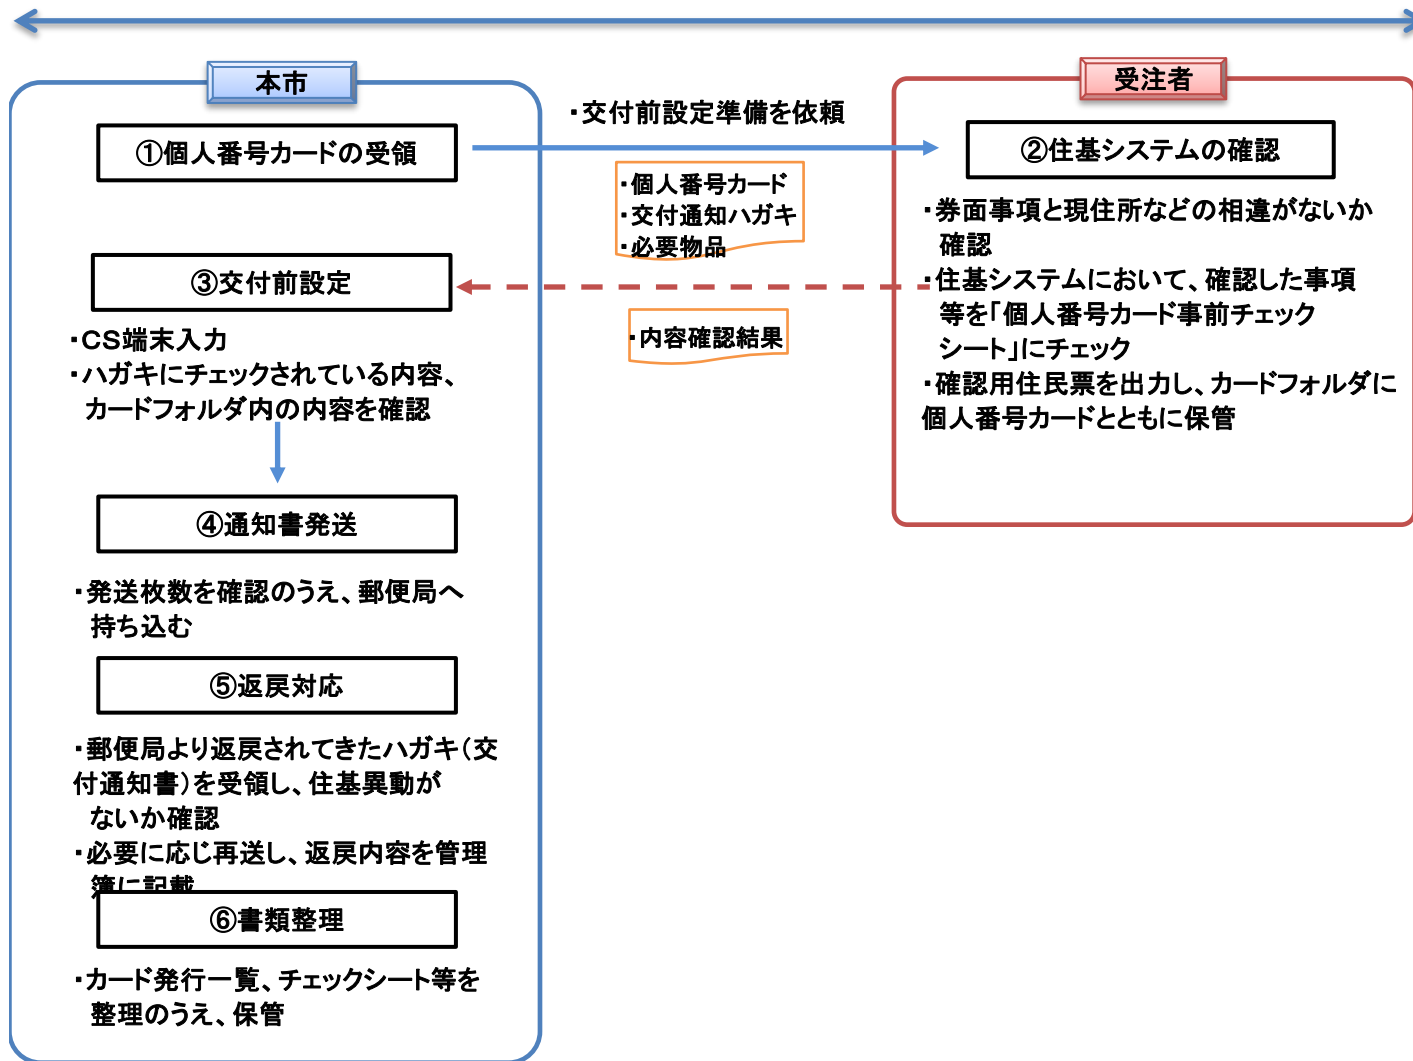 本市
①個人番号カードの受領
③交付前設定
・CS端末入力
・ハガキにチェックされている内容、
カードフォルダ内の内容を確認
④通知書発送
・発送枚数を確認のうえ、郵便局へ
持ち込む
⑤返戻対応
・郵便局より返戻されてきたハガキ（交
付通知書）を受領し、住基異動が
ないか確認
・必要に応じ再送し、返戻内容を管理
簿に記載
⑥書類整理
・カード発行一覧、チェックシート等を
整理のうえ、保管
・交付前設定準備を依頼
・個人番号カード
・交付通知ハガキ
・必要物品
・内容確認結果
受注者
②住基システムの確認
・券面事項と現住所などの相違がないか
確認
・住基システムにおいて、確認した事項
等を「個人番号カード事前チェック
シート」にチェック
・確認用住民票を出力し、カードフォルダに
個人番号カードとともに保管